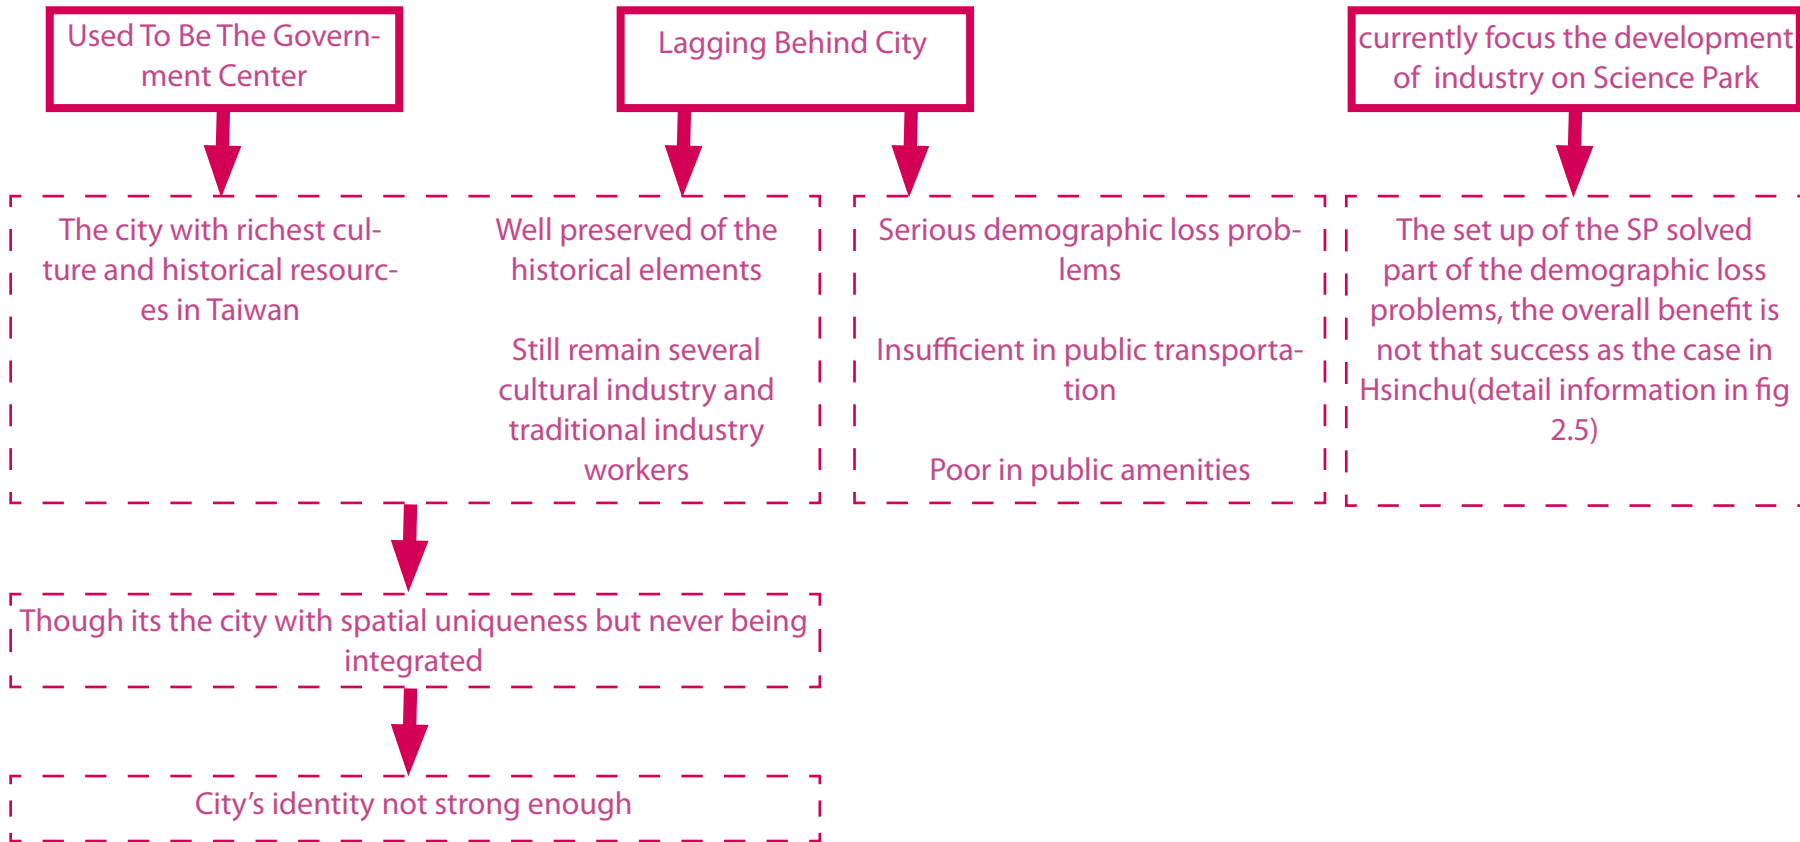 Used To Be The Govern-
ment Center
Lagging Behind City
currently focus the development
of industry on Science Park
The city with richest cul-
ture and historical resourc-
es in Taiwan
Well preserved of the
historical elements
Still remain several
cultural industry and
traditional industry
workers
Serious demographic loss prob-
lems
Insufficient in public transporta-
tion
Poor in public amenities
The set up of the SP solved
part of the demographic loss
problems, the overall benefit is
not that success as the case in
Hsinchu(detail information in fig
2.5)
Though its the city with spatial uniqueness but never being
integrated
City’s identity not strong enough